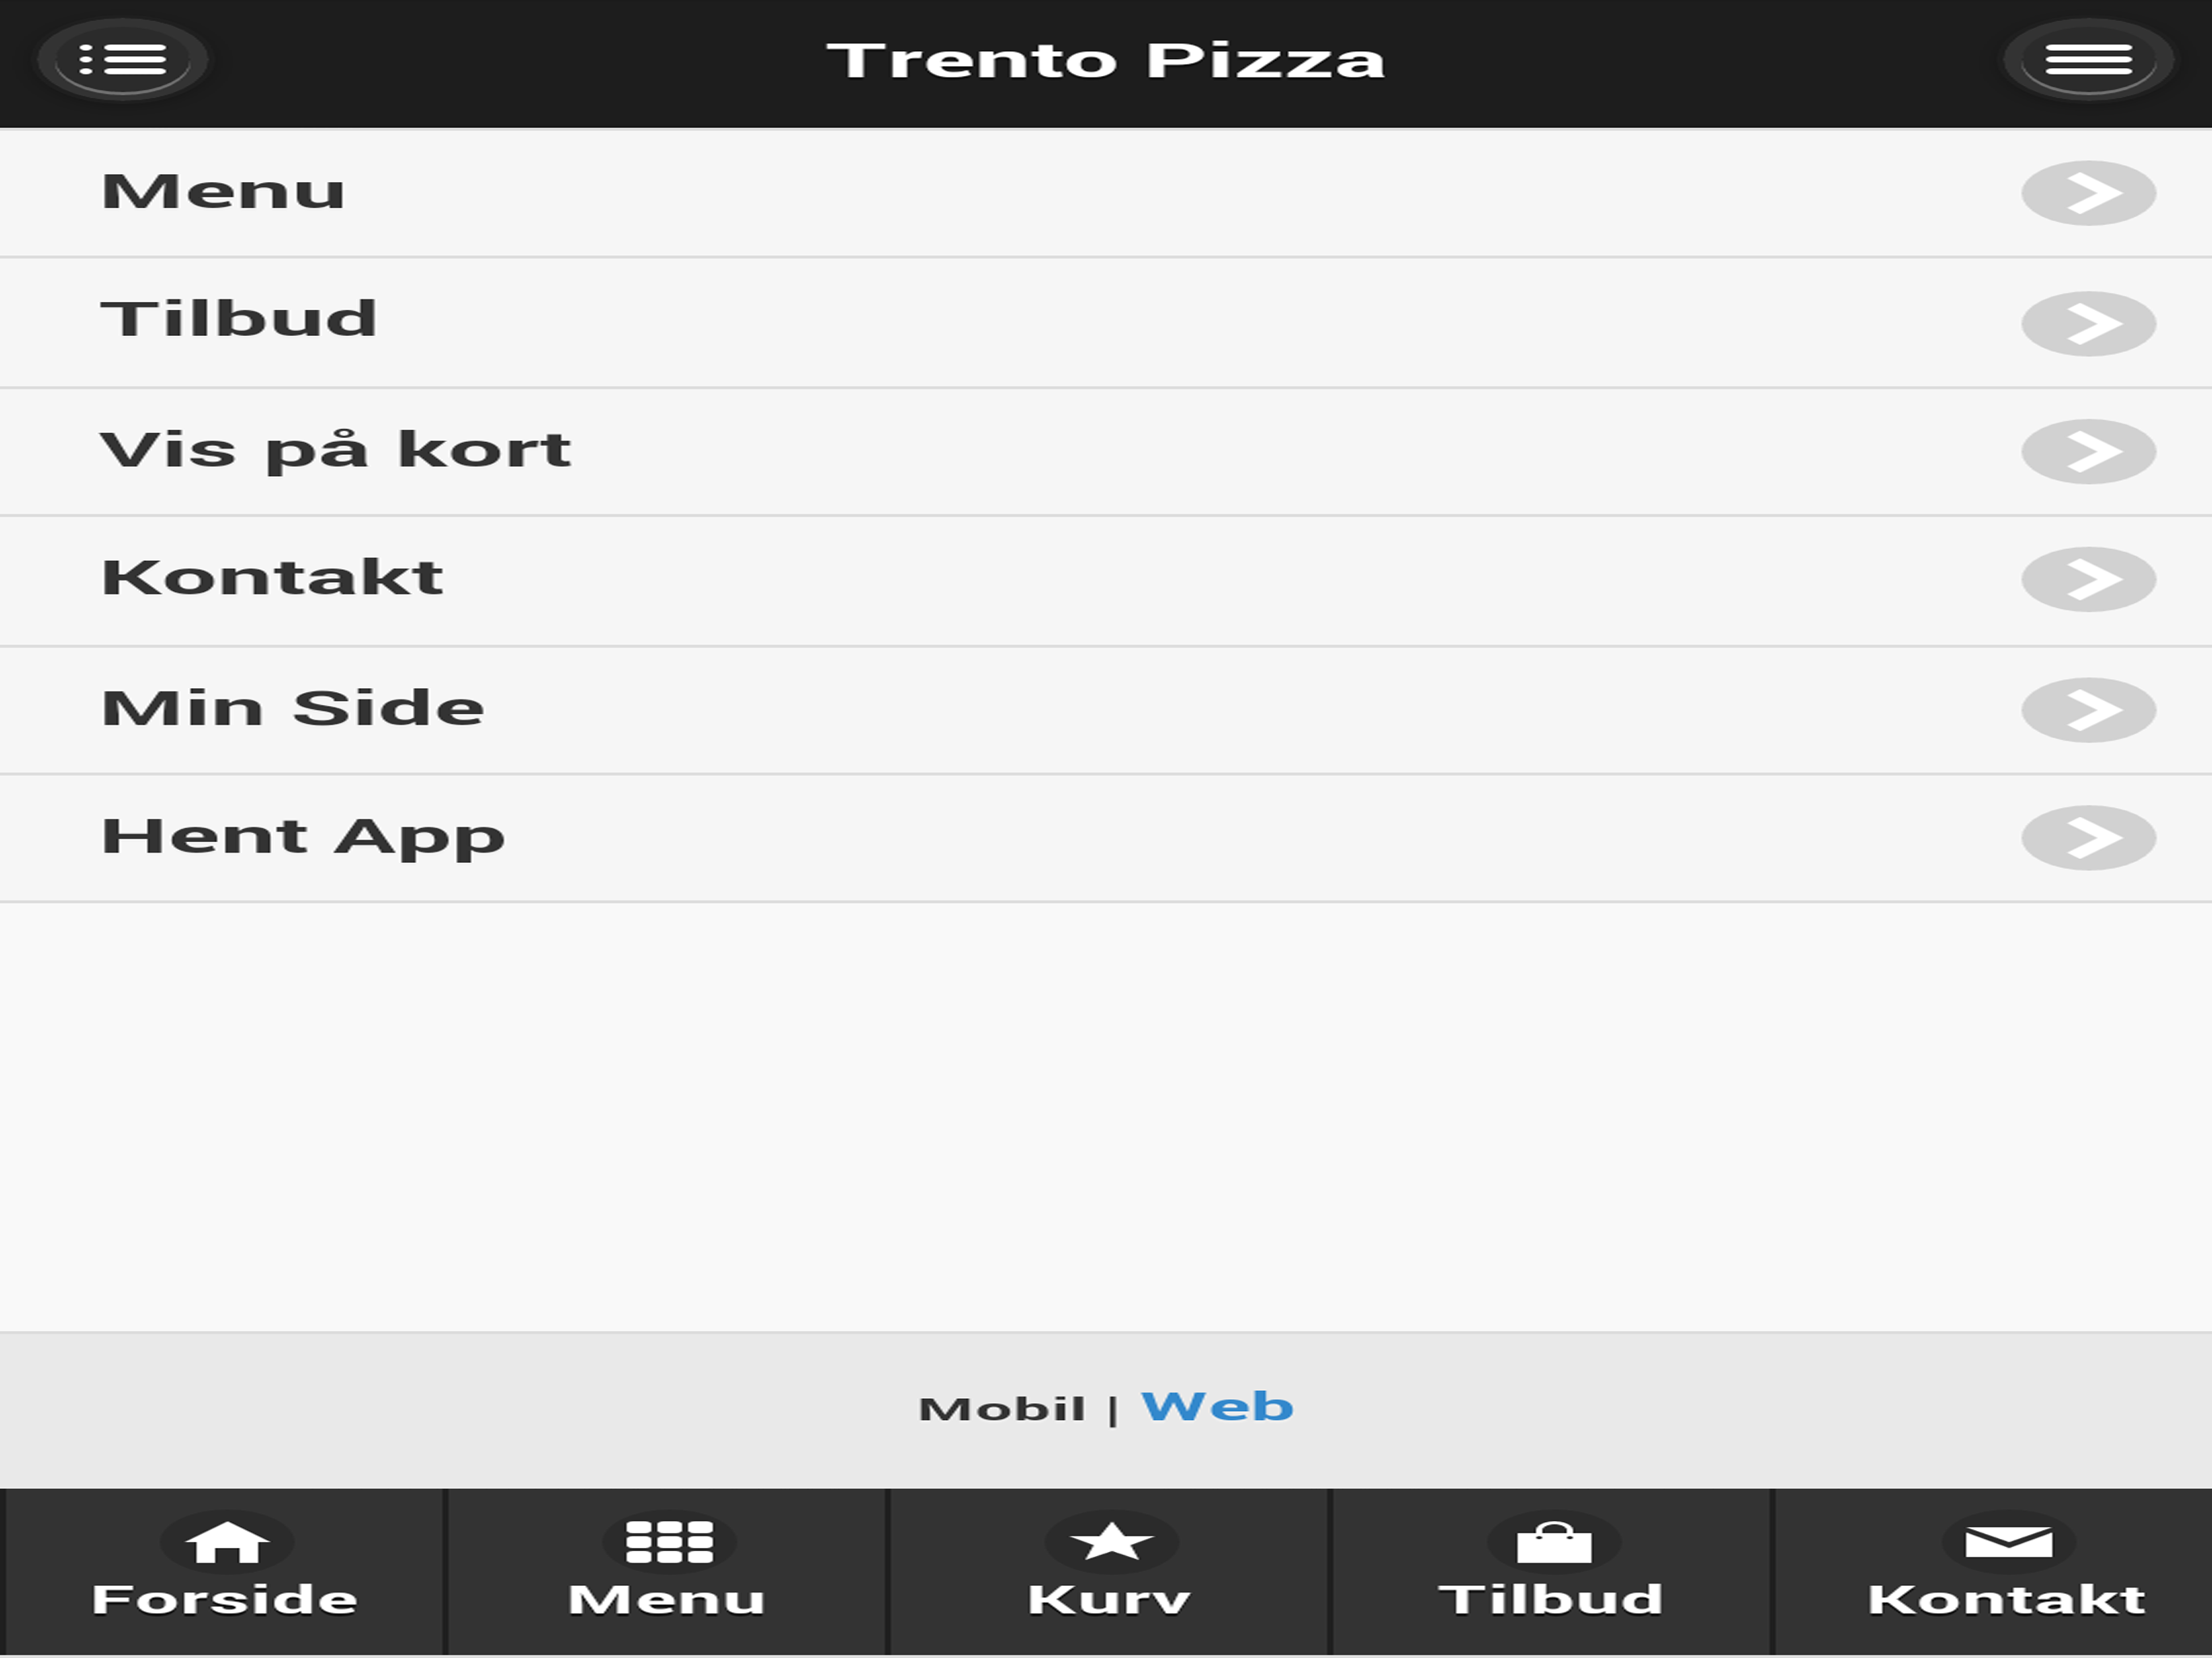 Trento Pizza
Menu
Tilbud
Vis på kort
Kontakt
Min Side
Hent App
Mobil | Web
Forside Menu Kurv Tilbud Kontakt